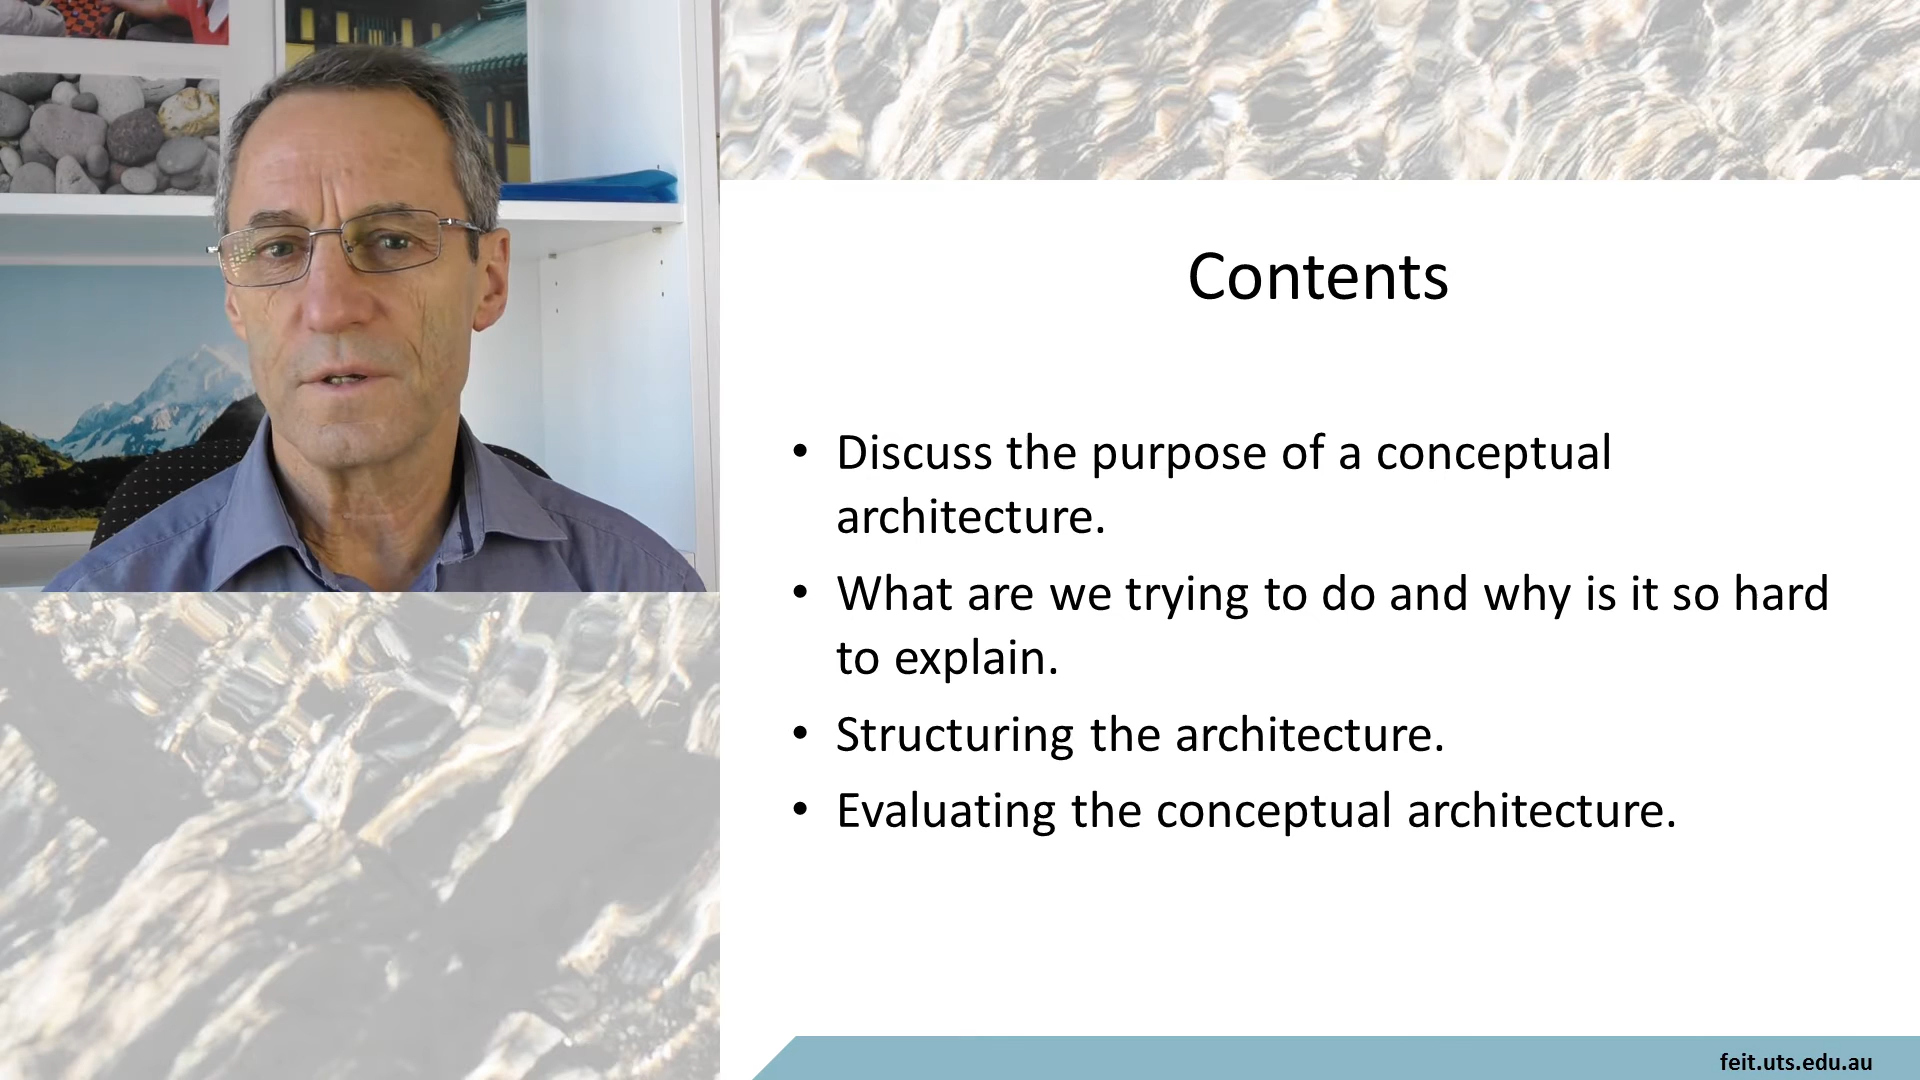 Contents
• Discuss the purpose of a conceptual
architecture.
• What are we trying to do and why is it so hard
to explain.
• Structuring the architecture.
• Evaluating the conceptual architecture.
feit.uts.edu.au